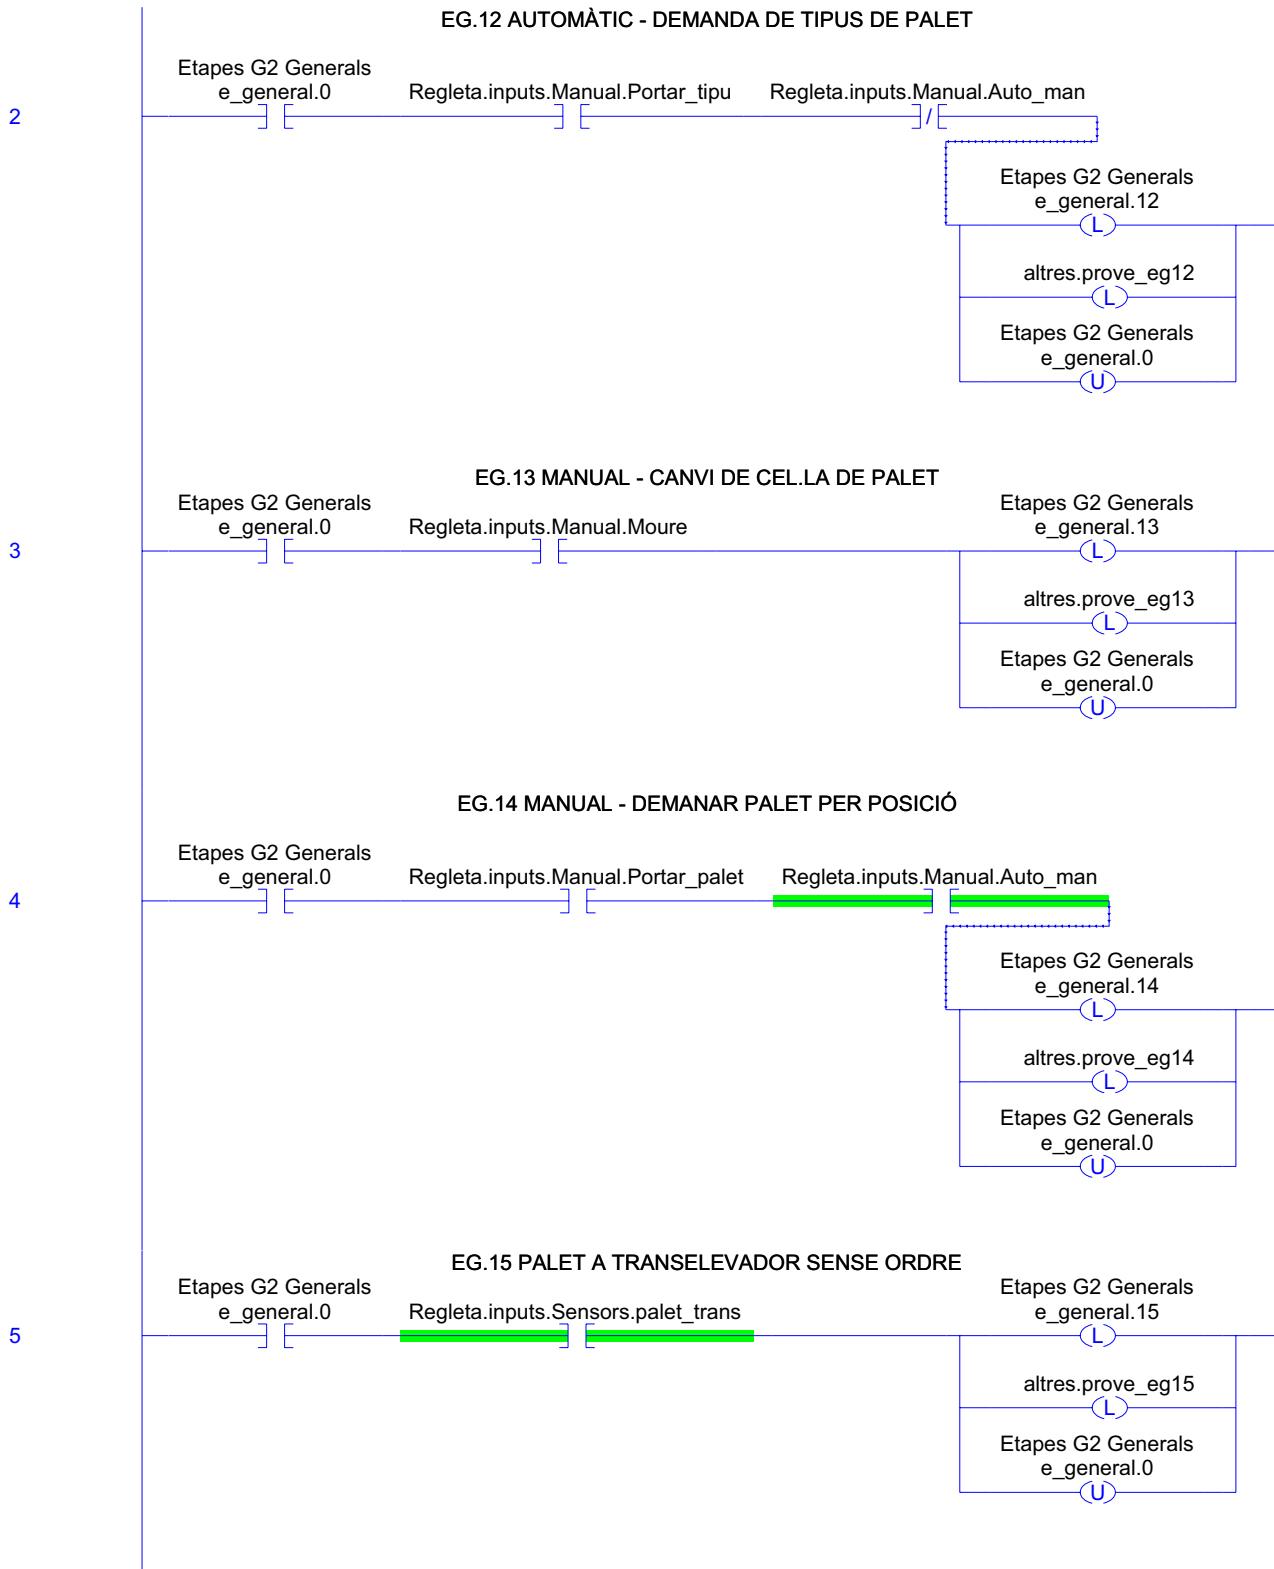 EG.12 AUTOMÀTIC - DEMANDA DE TIPUS DE PALET
Etapes G2 Generals
e_general.0
Regleta.inputs.Manual.Portar_tipu
Regleta.inputs.Manual.Auto_man
2
/
Etapes G2 Generals
e_general.12
L
altres.prove_eg12
L
Etapes G2 Generals
e_general.0
U
EG.13 MANUAL - CANVI DE CEL.LA DE PALET
Etapes G2 Generals
e_general.0
Regleta.inputs.Manual.Moure
3
Etapes G2 Generals
e_general.13
L
altres.prove_eg13
L
Etapes G2 Generals
e_general.0
U
EG.14 MANUAL - DEMANAR PALET PER POSICIÓ
Etapes G2 Generals
e_general.0
Regleta.inputs.Manual.Portar_palet
Regleta.inputs.Manual.Auto_man
4
Etapes G2 Generals
e_general.14
L
altres.prove_eg14
L
Etapes G2 Generals
e_general.0
U
EG.15 PALET A TRANSELEVADOR SENSE ORDRE
Etapes G2 Generals
e_general.0
Regleta.inputs.Sensors.palet_trans
5
Etapes G2 Generals
e_general.15
L
altres.prove_eg15
L
Etapes G2 Generals
e_general.0
U